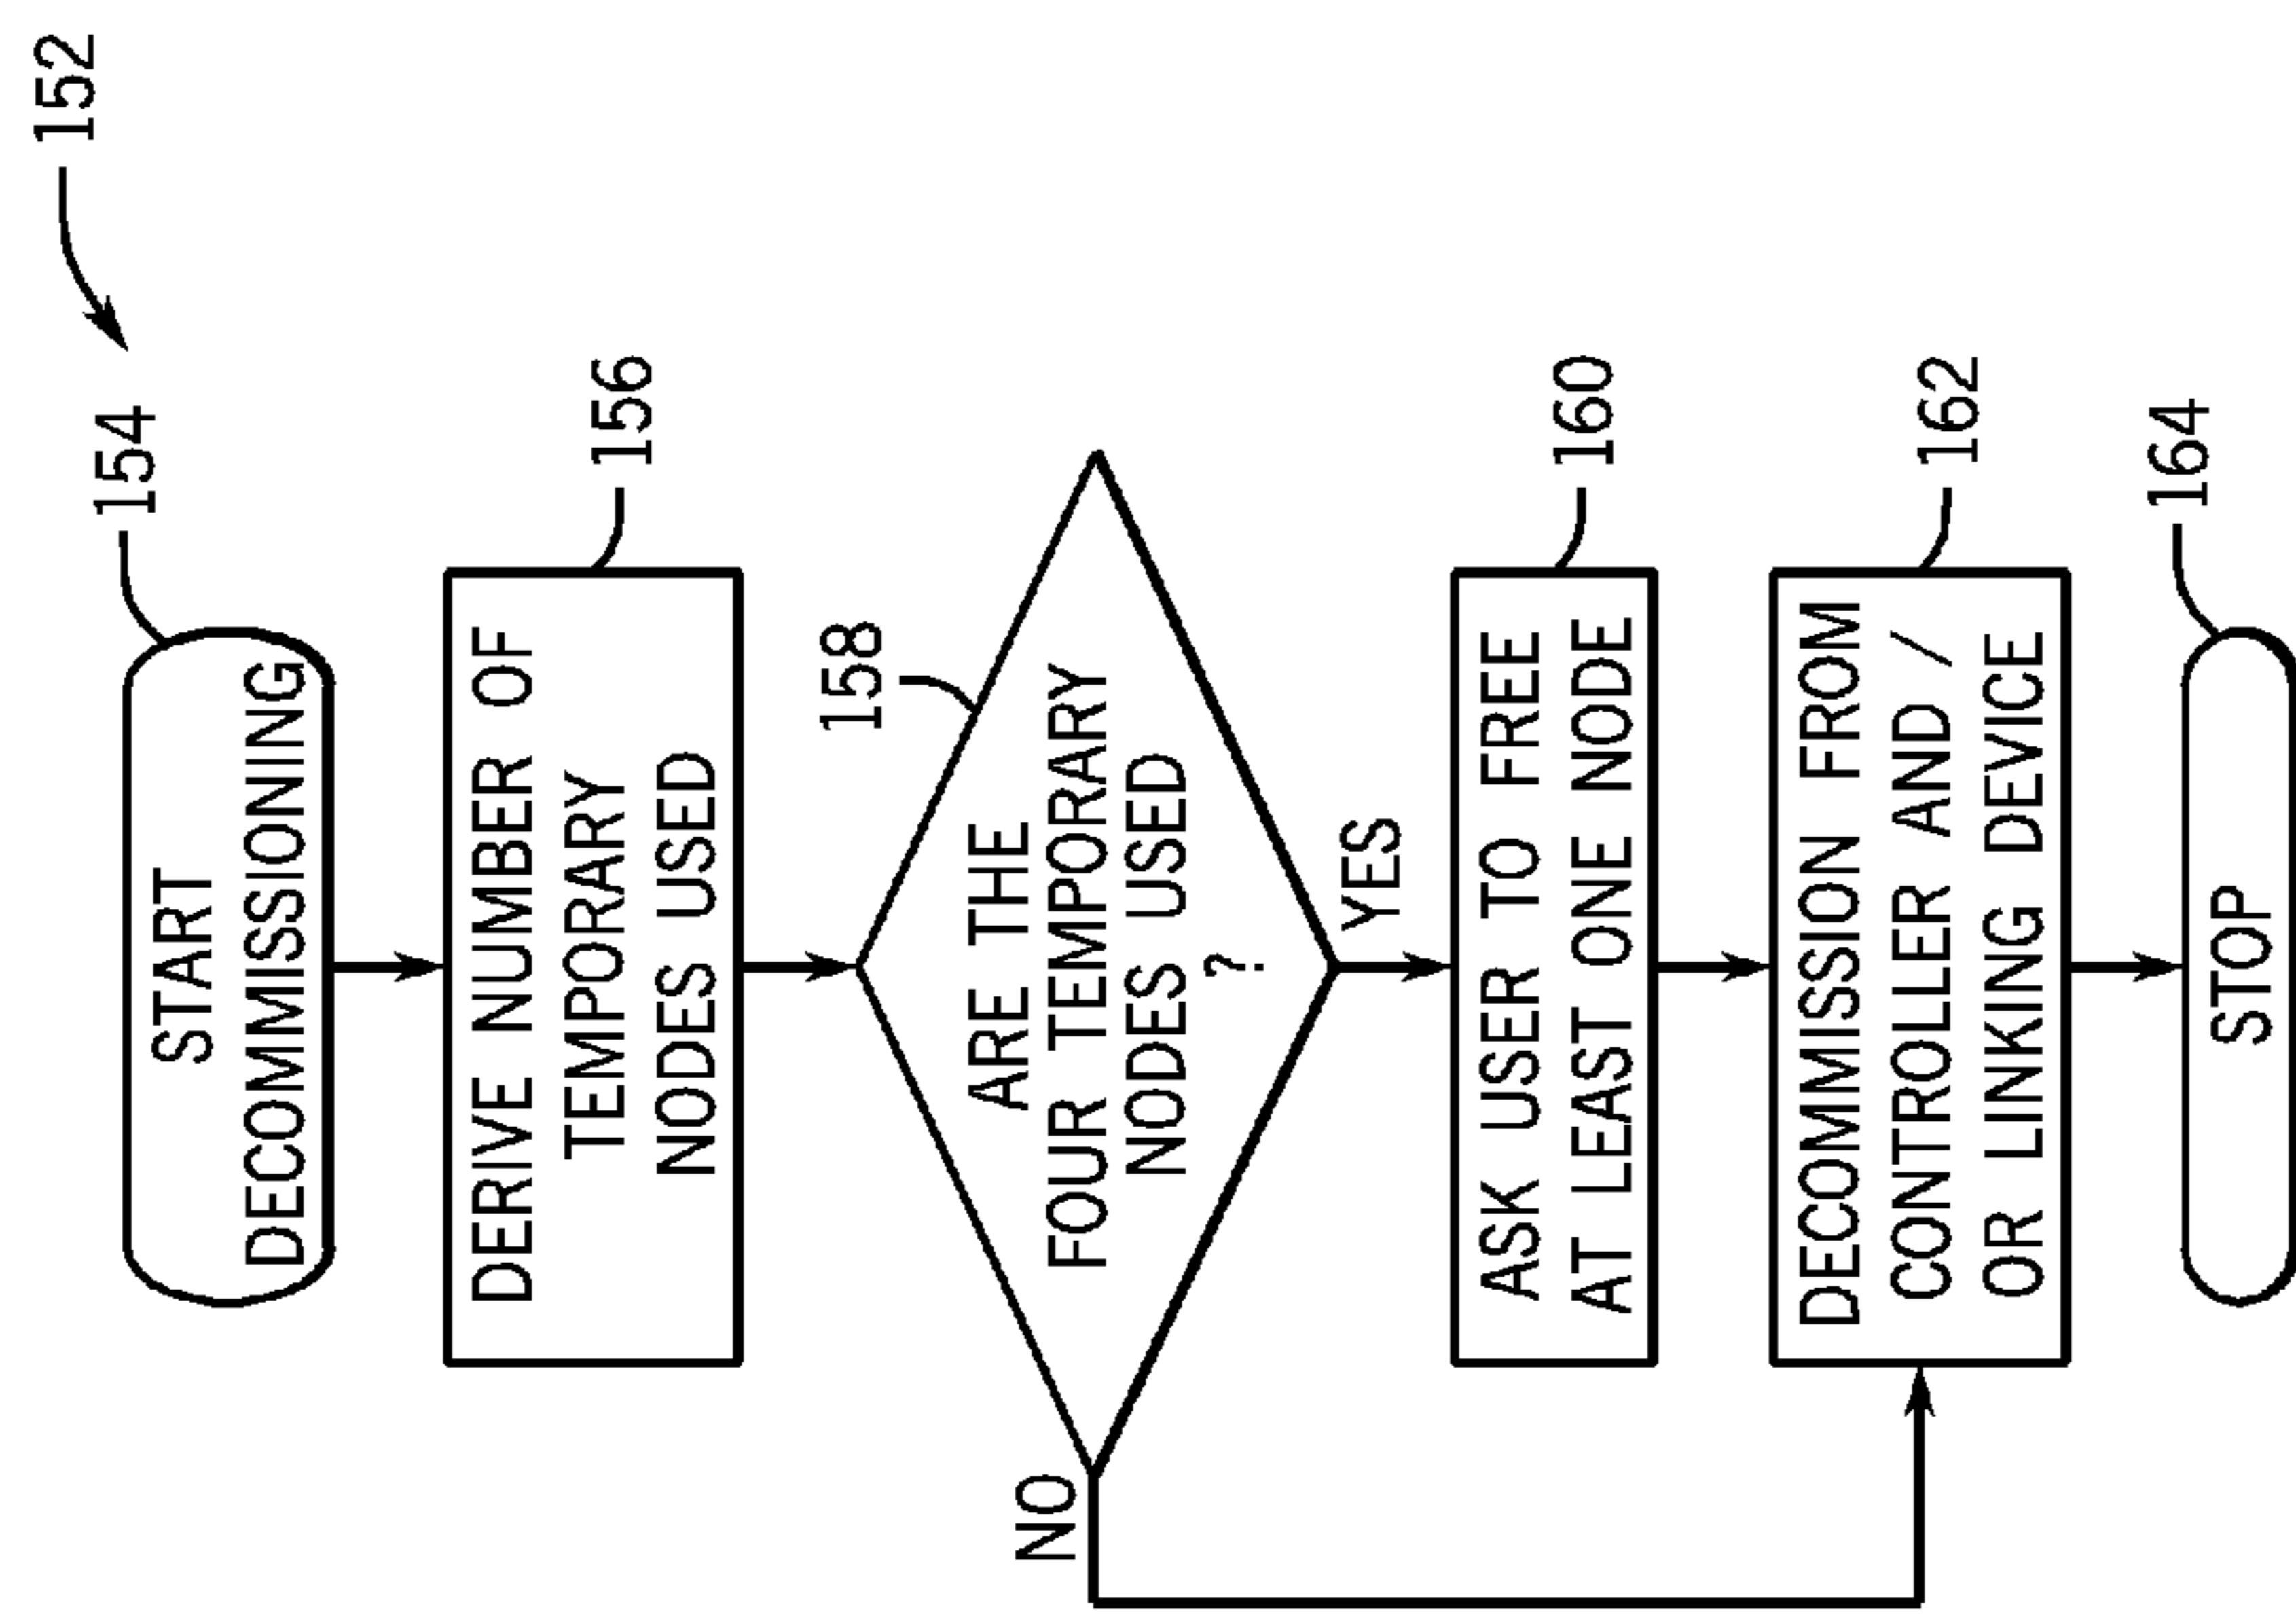 152
154
START
DECOMMISSIONING
156
DERIVE NUMBER OF
TEMPORARY
NODES USED
158
ARE THE
FOUR TEMPORARY
NODES USED
?
NO
YES
160
ASK USER TO FREE
AT LEAST ONE NODE
162
DECOMMISSION FROM
CONTROLLER AND /
OR LINKING DEVICE
164
STOP